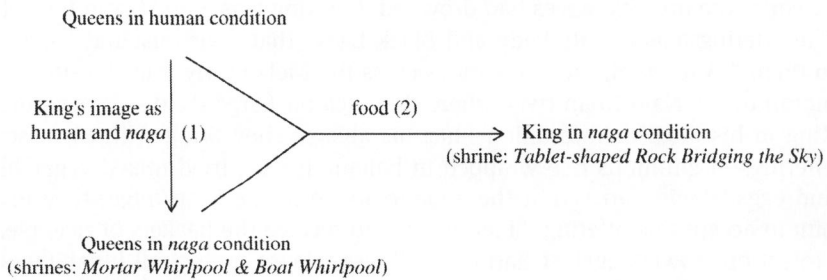 Queens in human condition
King's image as
human and naga (1)
food (2)
King in naga condition
(shrine: Tablet-shaped Rock Bridging the Sky)
Queens in naga condition
(shrines: Mortar Whirlpool & Boat Whirlpool)